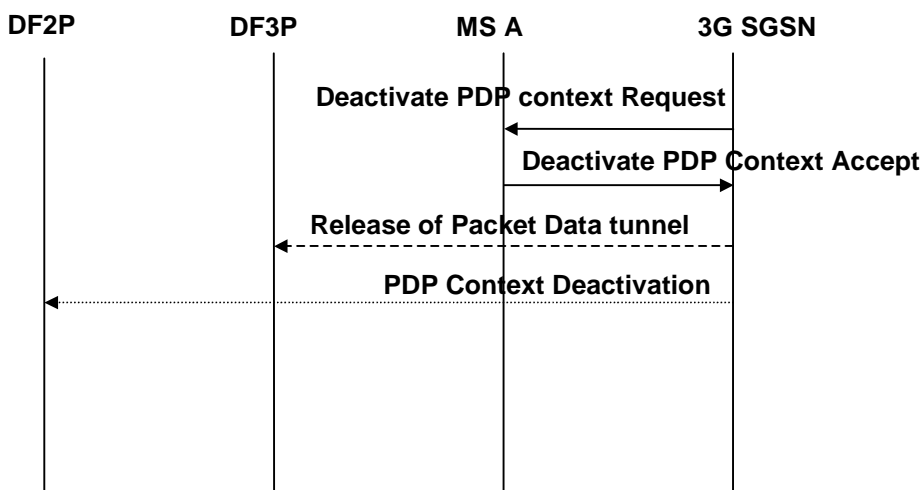 DF2P DF3P MS A 3G SGSN
Deactivate PDP context Request
Deactivate PDP Context Accept
Release of Packet Data tunnel
PDP Context Deactivation